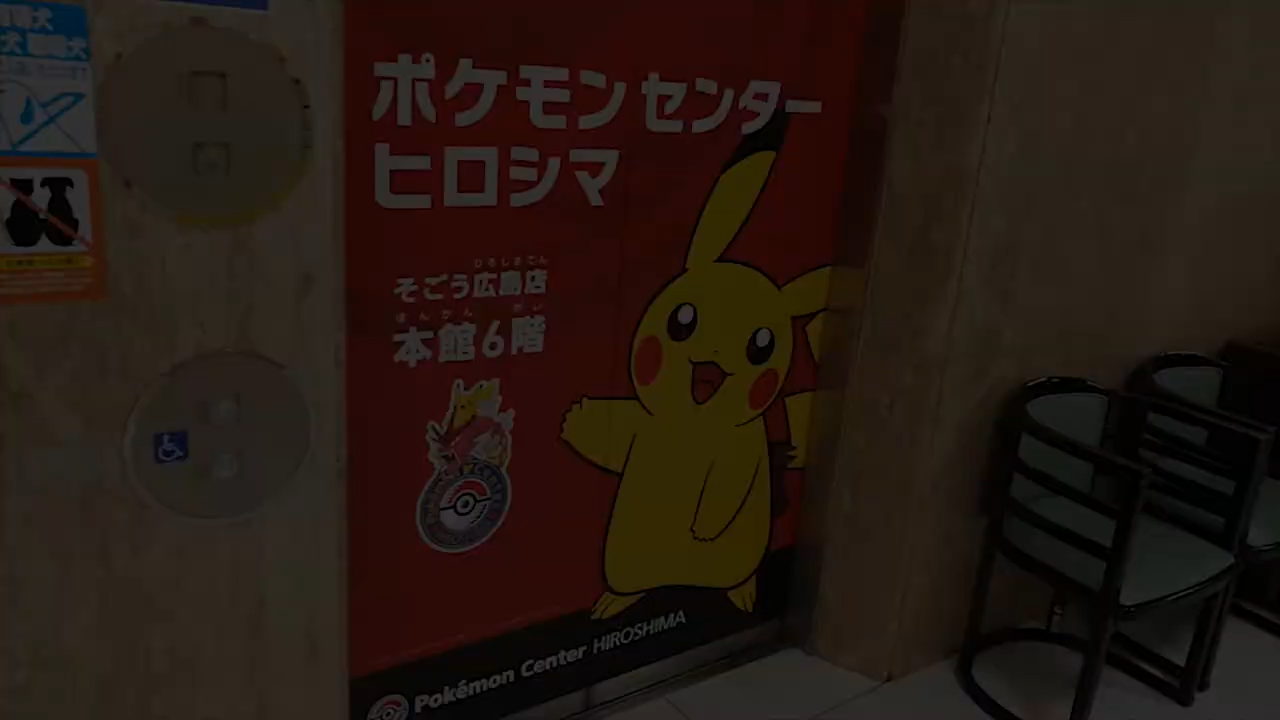 ポケモンセンター
ヒロシマ
ひろしまてん
そごう広島店
ほんかん かい
本館6階
Pokémon Center HIROSHIMA